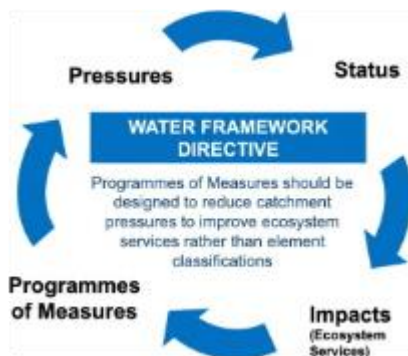 Pressures
Status
WATER FRAMEWORK
DIRECTIVE
Programmes of Measures should be
designed to reduce catchment
pressures to improve ecosystem
services rather than element
classifications
Programmes
of Measures
Impacts
(Ecosystem
Services)